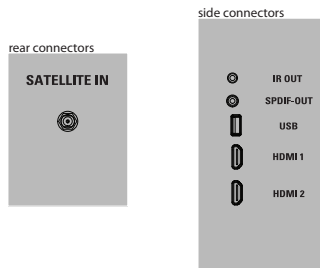 side connectors
rear connectors
SATELLITE IN
IR OUT
SPDIF-OUT
USB
HDMI 1
HDMI 2